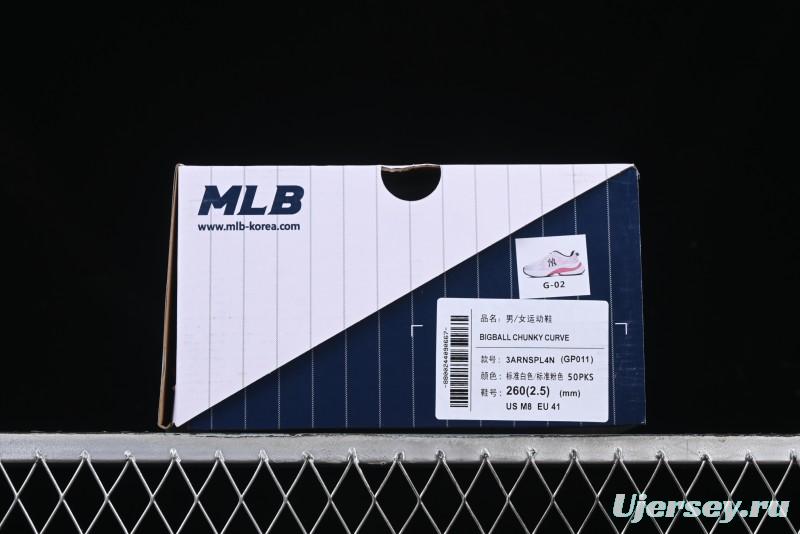 MLB
www.mlb-korea.com
NY
G-02
品名：男/女运动鞋
BIGBALL CHUNKY CURVE
款号：3ARNSPL4N (GP011)
颜色：标准白色/标准粉色 50PKS
鞋号：260(2.5) (mm)
US M8 EU 41
Ujersey.ru